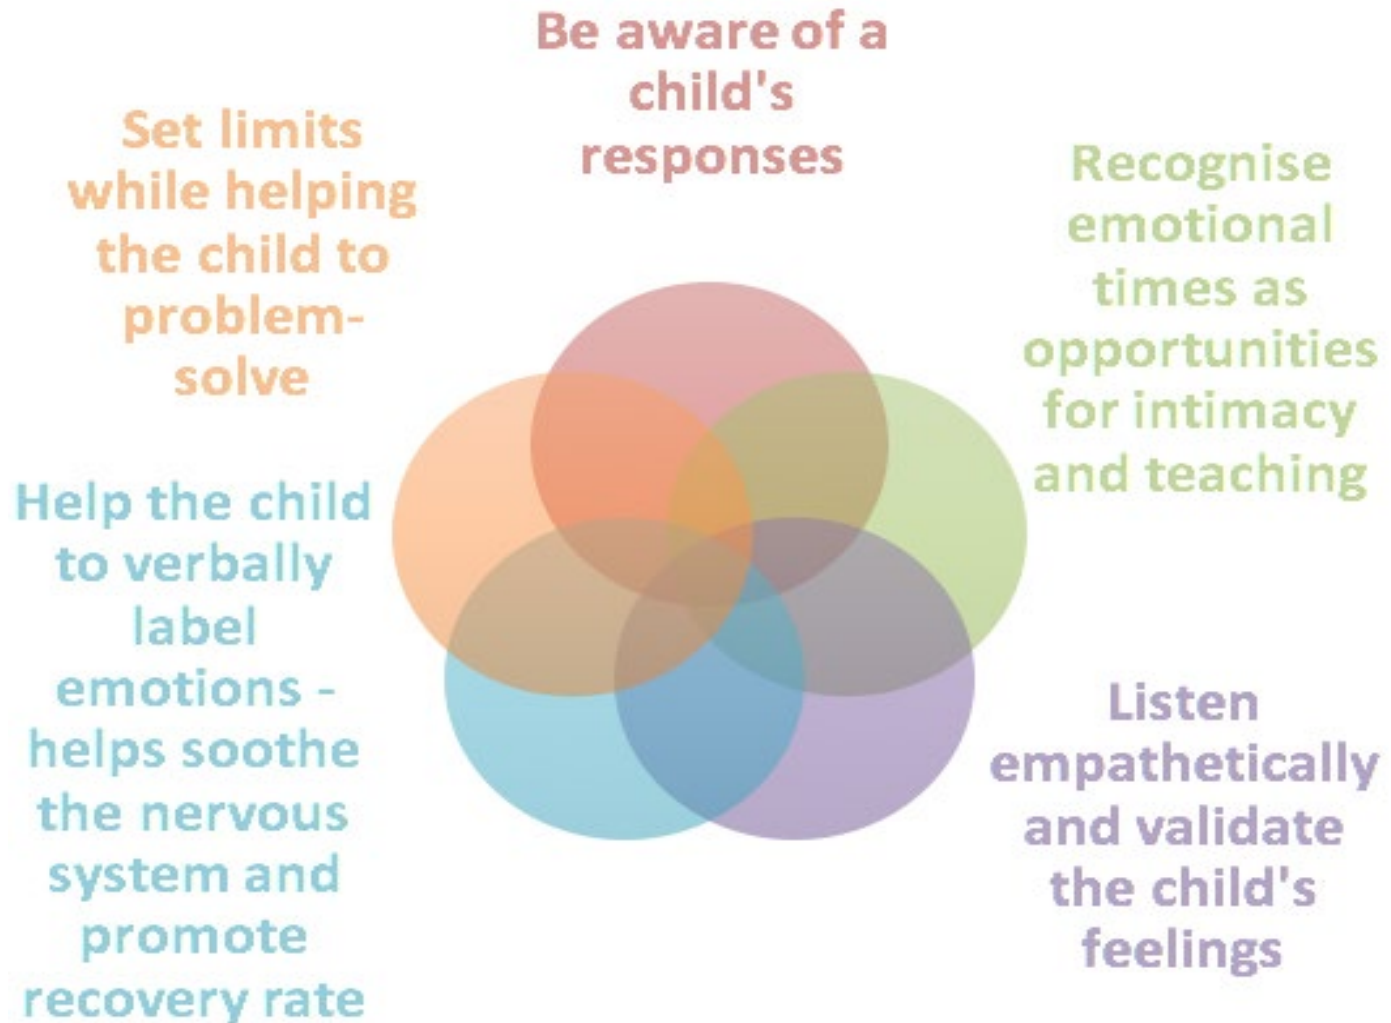 Be aware of a
child's
responses
Recognise
emotional
times as
opportunities
for intimacy
and teaching
Listen
empathetically
and validate
the child's
feelings
Help the child
to verbally
label
emotions -
helps soothe
the nervous
system and
promote
recovery rate
Set limits
while helping
the child to
problem-
solve